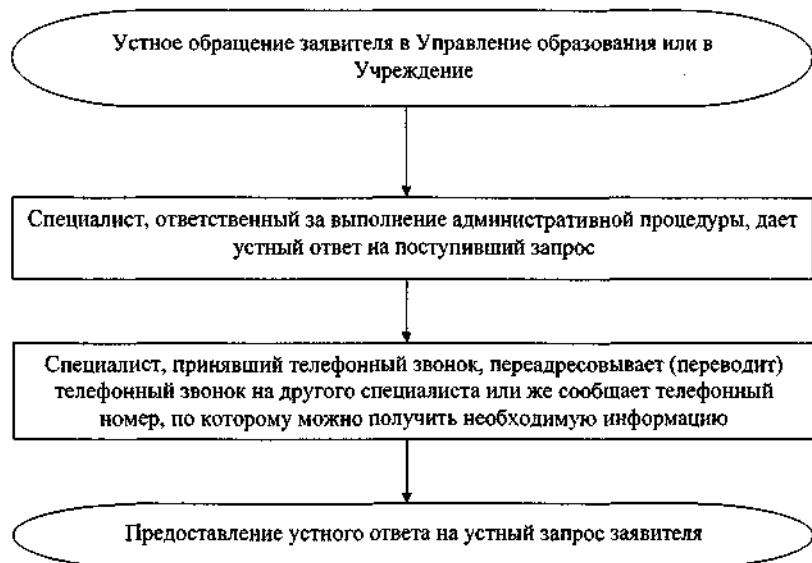 Устное обращение заявителя в Управление образования или в
Учреждение
Специалист, ответственный за выполнение административной процедуры, дает
устный ответ на поступивший запрос
Специалист, принявший телефонный звонок, переадресовывает (переводит)
телефонный звонок на другого специалиста или же сообщает телефонный
номер, по которому можно получить необходимую информацию
Предоставление устного ответа на устный запрос заявителя